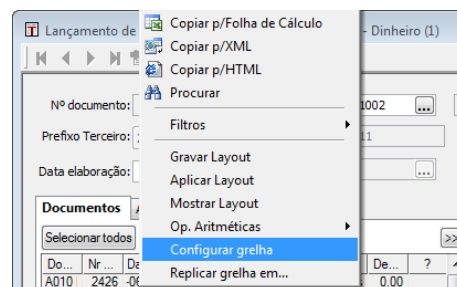 Lançamento de
- Dinheiro (1)
Copiar p/Folha de Cálculo
Copiar p/XML
Copiar p/HTML
Procurar
Filtros
Gravar Layout
Aplicar Layout
Mostrar Layout
Op. Aritméticas
Configurar grelha
Replicar grelha em...
Nº documento:
1002
...
Prefixo Terceiro:
11
Data elaboração:
...
Documentos
Selecionar todos
>>
Do... Nr ... De... ?
A010 2426 -06 0.00